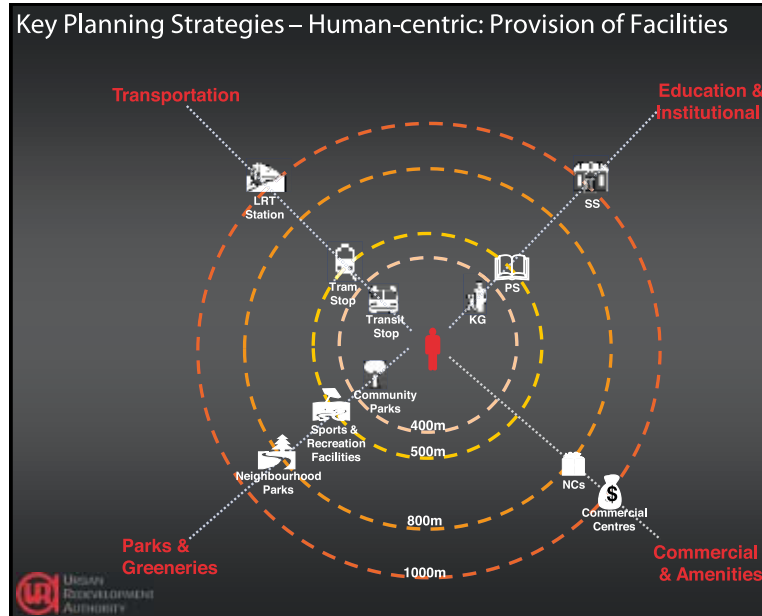 Key Planning Strategies – Human-centric: Provision of Facilities
Transportation
Education &
Institutional
LRT
Station
SS
Tram
Stop
PS
Transit
Stop
KG
Community
Parks
400m
Sports &
Recreation
Facilities
500m
Neighbourhood
Parks
NCs
$
Commercial
Centres
800m
Parks &
Greeneries
Commercial
& Amenities
1000m
URBAN
REDEVELOPMENT
AUTHORITY